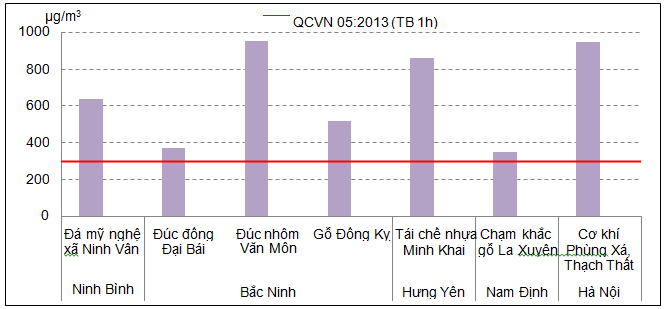 µg/m³
QCVN 05:2013 (TB 1h)
1000
800
600
400
200
0
Đá mỹ nghệ
xã Ninh Vân
Đúc đồng
Đại Bái
Đúc nhôm
Văn Môn
Gỗ Đồng Kỵ
Tái chế nhựa
Minh Khai
Chạm khắc
gỗ La Xuyên
Cơ khí
Phùng Xá,
Thạch Thất
Ninh Bình
Bắc Ninh
Hưng Yên
Nam Định
Hà Nội